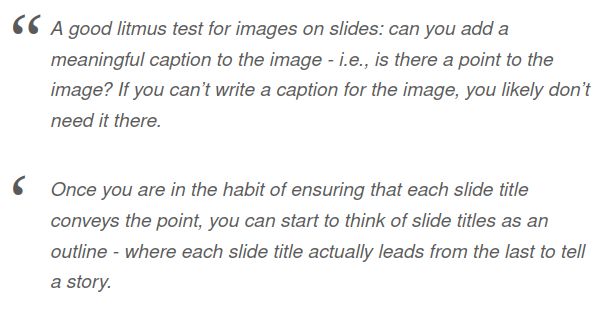 “ A good litmus test for images on slides: can you add a
meaningful caption to the image - i.e., is there a point to the
image? If you can’t write a caption for the image, you likely don’t
need it there.
‘ Once you are in the habit of ensuring that each slide title
conveys the point, you can start to think of slide titles as an
outline - where each slide title actually leads from the last to tell
a story.